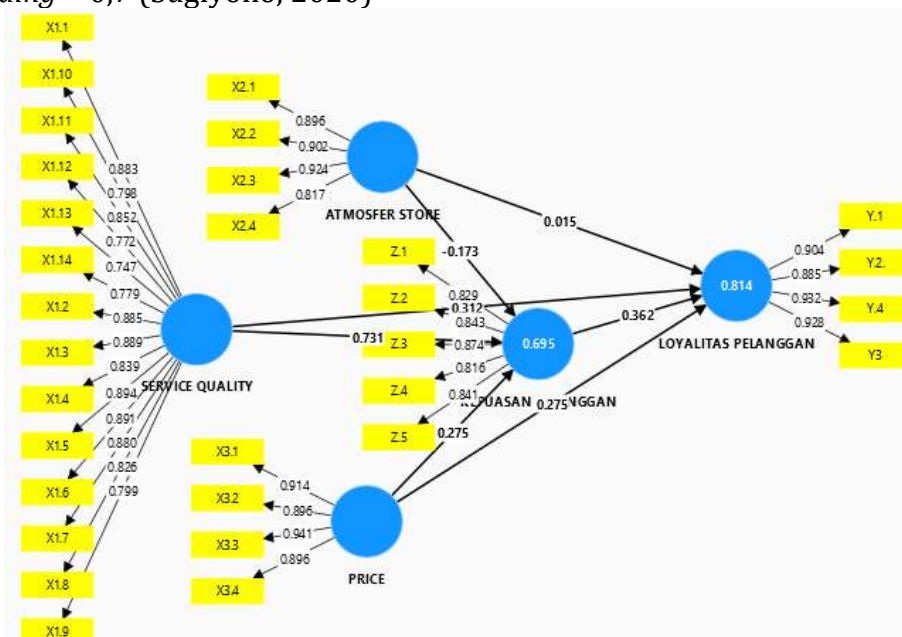 0,7 (Sugiyono, 2020)
X1.1
X1.10
X1.11
X1.12
X1.13
X1.14
X1.2
X1.3
X1.4
X1.5
X1.6
X1.7
X1.8
X1.9
0.883
0.798
0.852
0.772
0.747
0.779
0.885
0.889
0.839
0.894
0.891
0.880
0.826
0.799
SERVICE QUALITY
X2.1
X2.2
X2.3
X2.4
0.896
0.902
0.924
0.817
ATMOSFER STORE
0.015
-0.173
0.312
0.731
Z.1
Z.2
Z.3
Z.4
Z.5
0.829
0.843
0.874
0.816
0.841
0.695
0.362
0.275
0.275
X3.1
X3.2
X3.3
X3.4
0.914
0.896
0.941
0.896
PRICE
0.814
LOYALITAS PELANGGAN
0.904
0.885
0.932
0.928
Y.1
Y.2.
Y.4
Y3